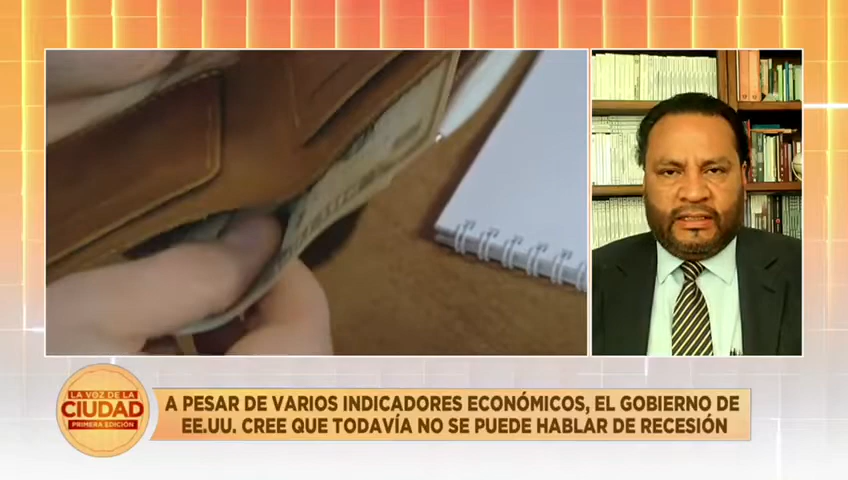 LA VOZ DE LA
CIUDAD
PRIMERA EDICIÓN
A PESAR DE VARIOS INDICADORES ECONÓMICOS, EL GOBIERNO DE
EE.UU. CREE QUE TODAVÍA NO SE PUEDE HABLAR DE RECESIÓN